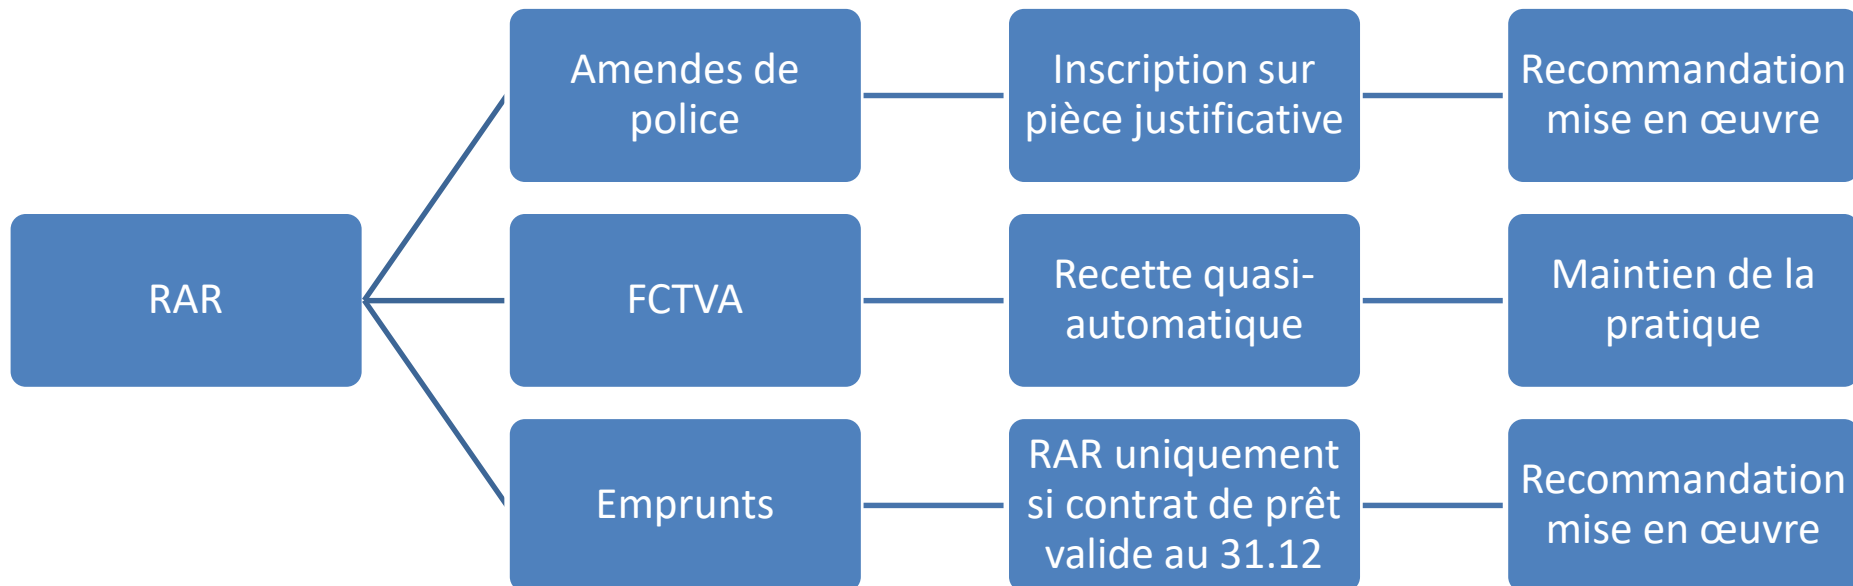 RAR
Amendes de
police
Inscription sur
pièce justificative
Recommandation
mise en œuvre
FCTVA
Recette quasi-
automatique
Maintien de la
pratique
Emprunts
RAR uniquement
si contrat de prêt
valide au 31.12
Recommandation
mise en œuvre